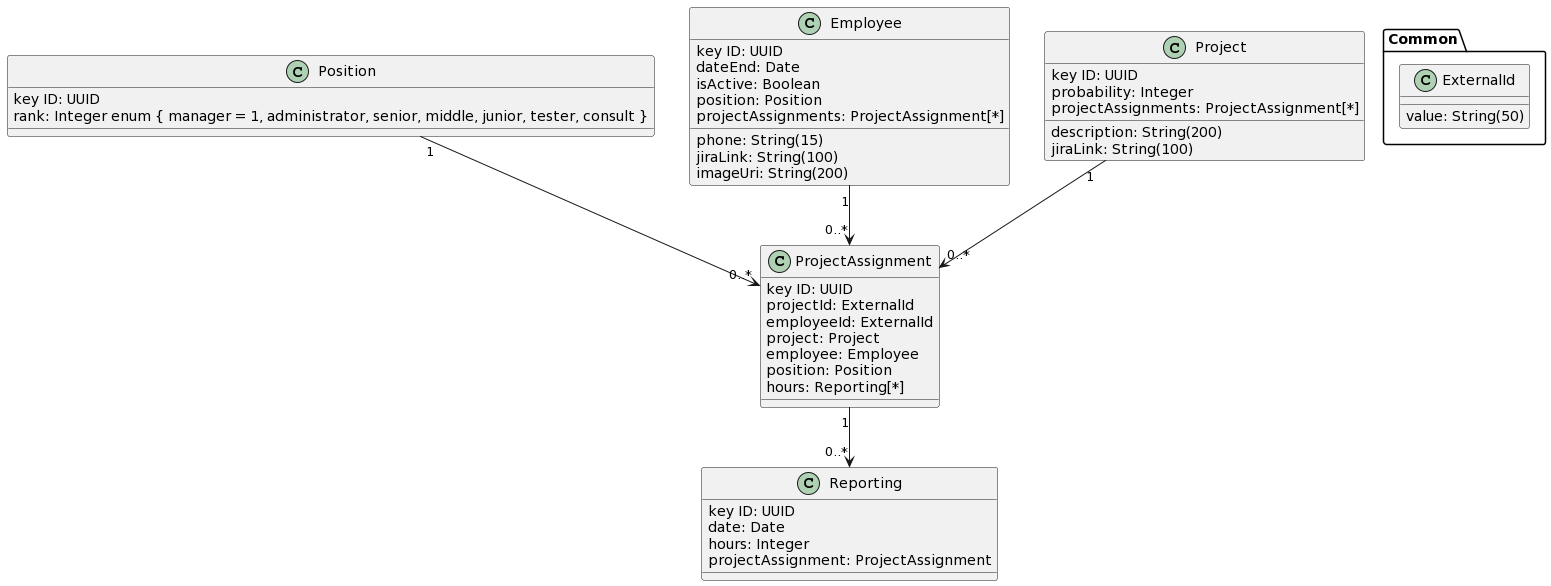 C Position
key ID: UUID
rank: Integer enum { manager = 1, administrator, senior, middle, junior, tester, consult }
C Employee
key ID: UUID
dateEnd: Date
isActive: Boolean
position: Position
projectAssignments: ProjectAssignment[*]
phone: String(15)
jiraLink: String(100)
imageUri: String(200)
C Project
key ID: UUID
probability: Integer
projectAssignments: ProjectAssignment[*]
description: String(200)
jiraLink: String(100)
Common
C ExternalId
value: String(50)
1
1
1
0..*
0..*
0..*
C ProjectAssignment
key ID: UUID
projectId: ExternalId
employeeId: ExternalId
project: Project
employee: Employee
position: Position
hours: Reporting[*]
1
0..*
C Reporting
key ID: UUID
date: Date
hours: Integer
projectAssignment: ProjectAssignment